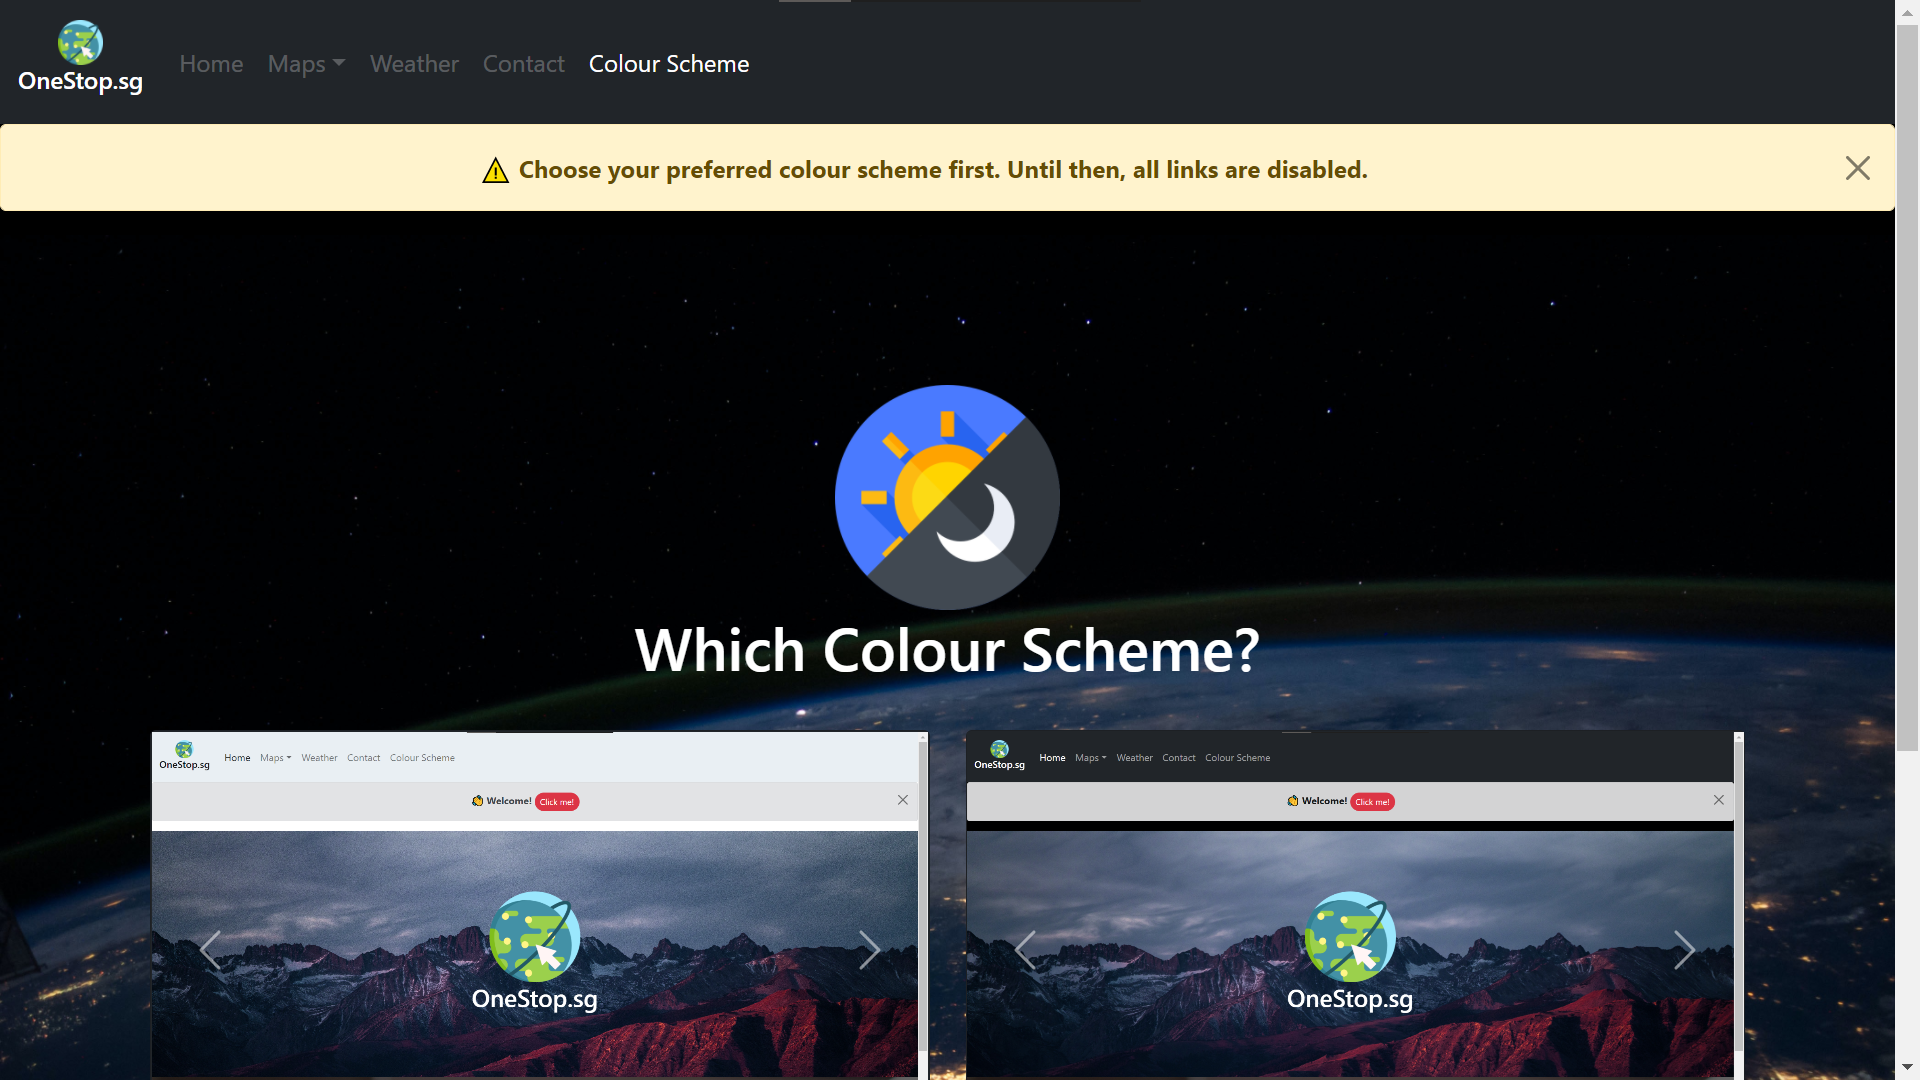 OneStop.sg
Home Maps Weather Contact Colour Scheme
Choose your preferred colour scheme first. Until then, all links are disabled.
Which Colour Scheme?
OneStop.sg
Home Maps Weather Contact Colour Scheme
Welcome! Click me!
OneStop.sg
OneStop.sg
Home Maps Weather Contact Colour Scheme
Welcome! Click me!
OneStop.sg